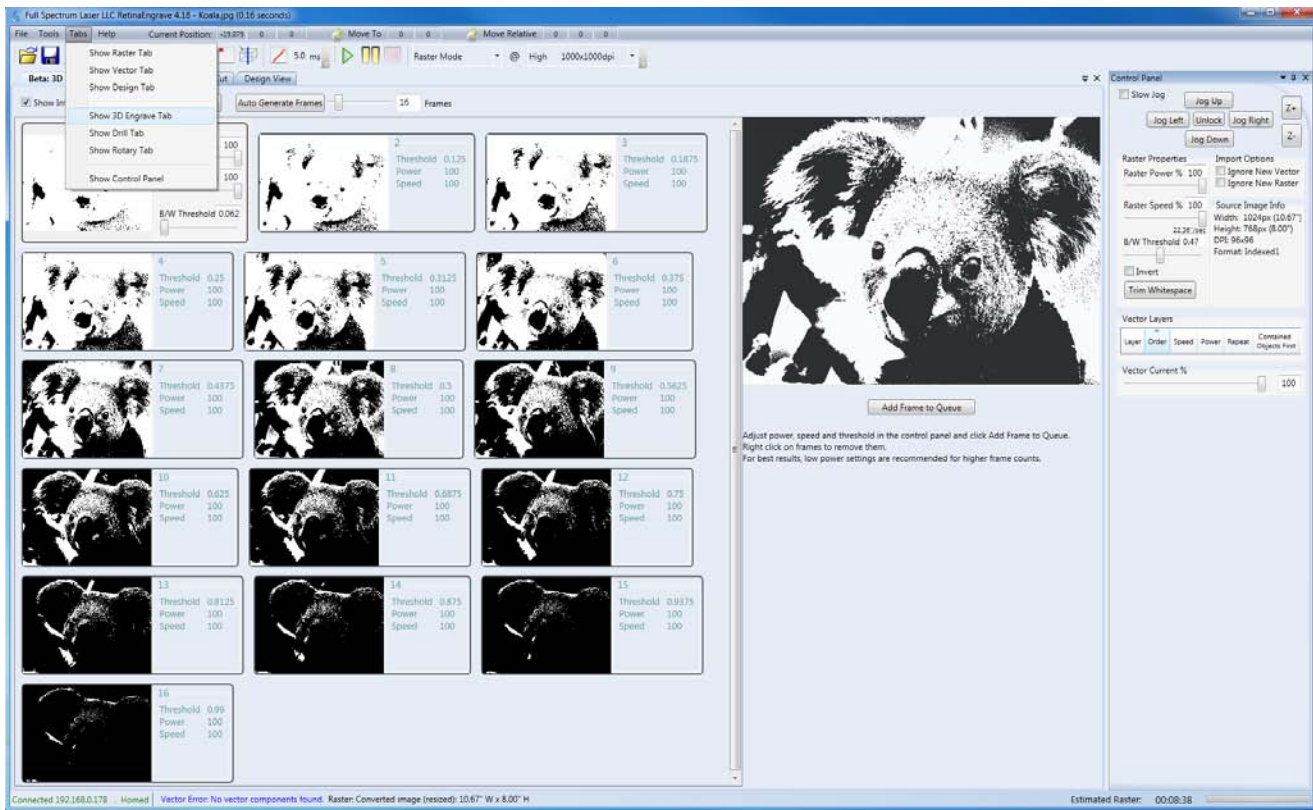 Full Spectrum Laser LLC RetinaEngrave 4.18 - Koala.jpg (0.16 seconds)
File Tools Tabs Help Current Position: -19.079 0 0 Move To 0 0 Move Relative 0 0 0
5.0 ms Raster Mode @ High 1000x1000dpi
Show Raster Tab
Show Vector Tab
Show Design Tab
Show 3D Engrave Tab
Show Drill Tab
Show Rotary Tab
Show Control Panel
Beta: 3D Cut Design View
Auto Generate Frames 16 Frames
100
100
B/W Threshold 0.062
2
Threshold 0.125
Power 100
Speed 100
3
Threshold 0.1875
Power 100
Speed 100
4
Threshold 0.25
Power 100
Speed 100
5
Threshold 0.3125
Power 100
Speed 100
6
Threshold 0.375
Power 100
Speed 100
7
Threshold 0.4375
Power 100
Speed 100
8
Threshold 0.5
Power 100
Speed 100
9
Threshold 0.5625
Power 100
Speed 100
10
Threshold 0.625
Power 100
Speed 100
11
Threshold 0.6875
Power 100
Speed 100
12
Threshold 0.75
Power 100
Speed 100
13
Threshold 0.8125
Power 100
Speed 100
14
Threshold 0.875
Power 100
Speed 100
15
Threshold 0.9375
Power 100
Speed 100
16
Threshold 0.99
Power 100
Speed 100
Add Frame to Queue
Adjust power, speed and threshold in the control panel and click Add Frame to Queue.
Right click on frames to remove them.
For best results, low power settings are recommended for higher frame counts.
Control Panel
Slow Jog
Jog Up
Z+
Jog Left Unlock Jog Right
Jog Down
Z-
Raster Properties
Raster Power % 100
Raster Speed % 100
B/W Threshold 0.47
Invert
Trim Whitespace
Import Options
Ignore New Vector
Ignore New Raster
Source Image Info
Width: 1024px (10.67")
Height: 768px (8.00")
DPI: 96x96
Format: Indexed1
Vector Layers
Layer Order Speed Power Repeat Contained Objects First
Vector Current %
100
Connected 192.168.0.178 . Homed Vector Error: No vector components found. Raster: Converted image (resized): 10.67" W x 8.00" H Estimated Raster: 00:08:38